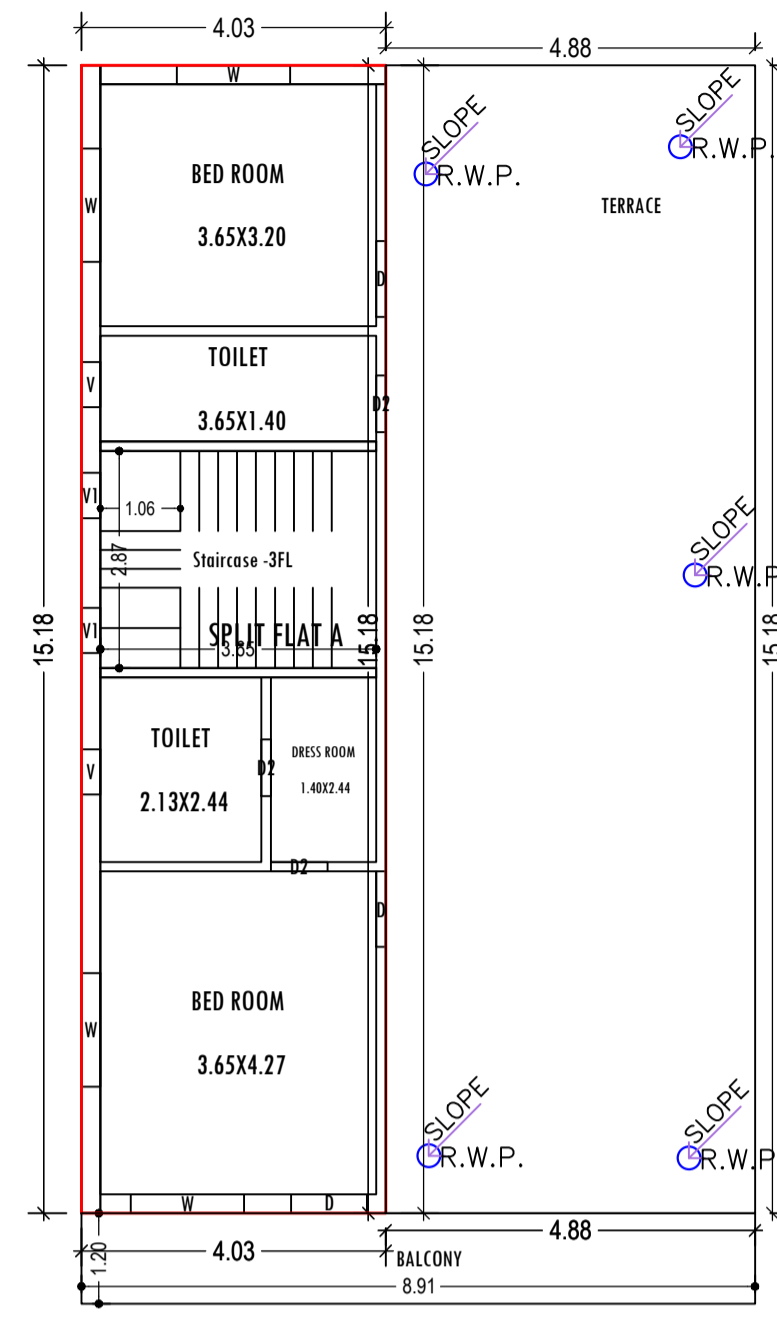 4.03
4.88
W
SLOPE
R.W.P.
SLOPE
R.W.P.
BED ROOM
3.65X3.20
W
D
TERRACE
TOILET
3.65X1.40
V
D2
V1
1.06
2.87
Staircase -3FL
SLOPE
R.W.P
V1
SPLIT FLAT A
3.65
15.18
15.18
15.18
15.18
TOILET
2.13X2.44
V
D2
DRESS ROOM
1.40X2.44
D2
D
BED ROOM
3.65X4.27
W
SLOPE
R.W.P.
SLOPE
R.W.P
W
D
4.03
4.88
1.20
BALCONY
8.91